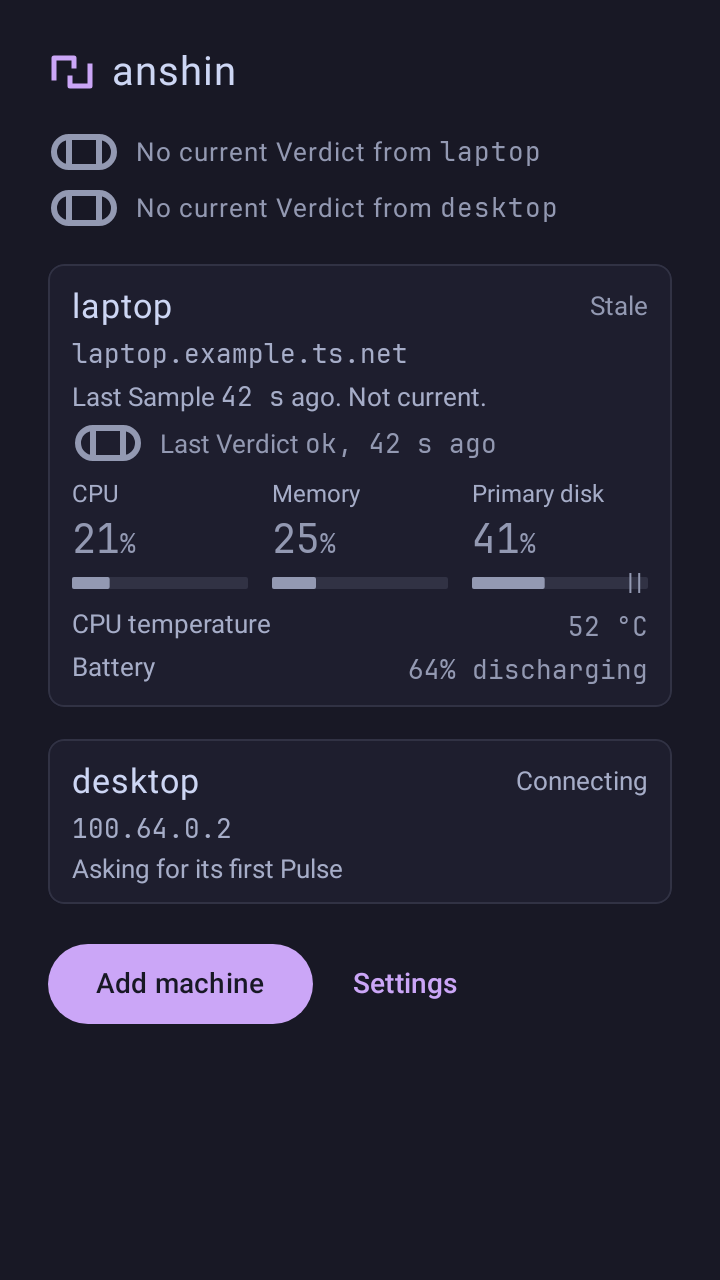 anshin
No current Verdict from laptop
No current Verdict from desktop
laptop Stale
laptop.example.ts.net
Last Sample 42 s ago. Not current.
Last Verdict ok, 42 s ago
CPU Memory Primary disk
21% 25% 41%
CPU temperature 52 °C
Battery 64% discharging
desktop Connecting
100.64.0.2
Asking for its first Pulse
Add machine Settings